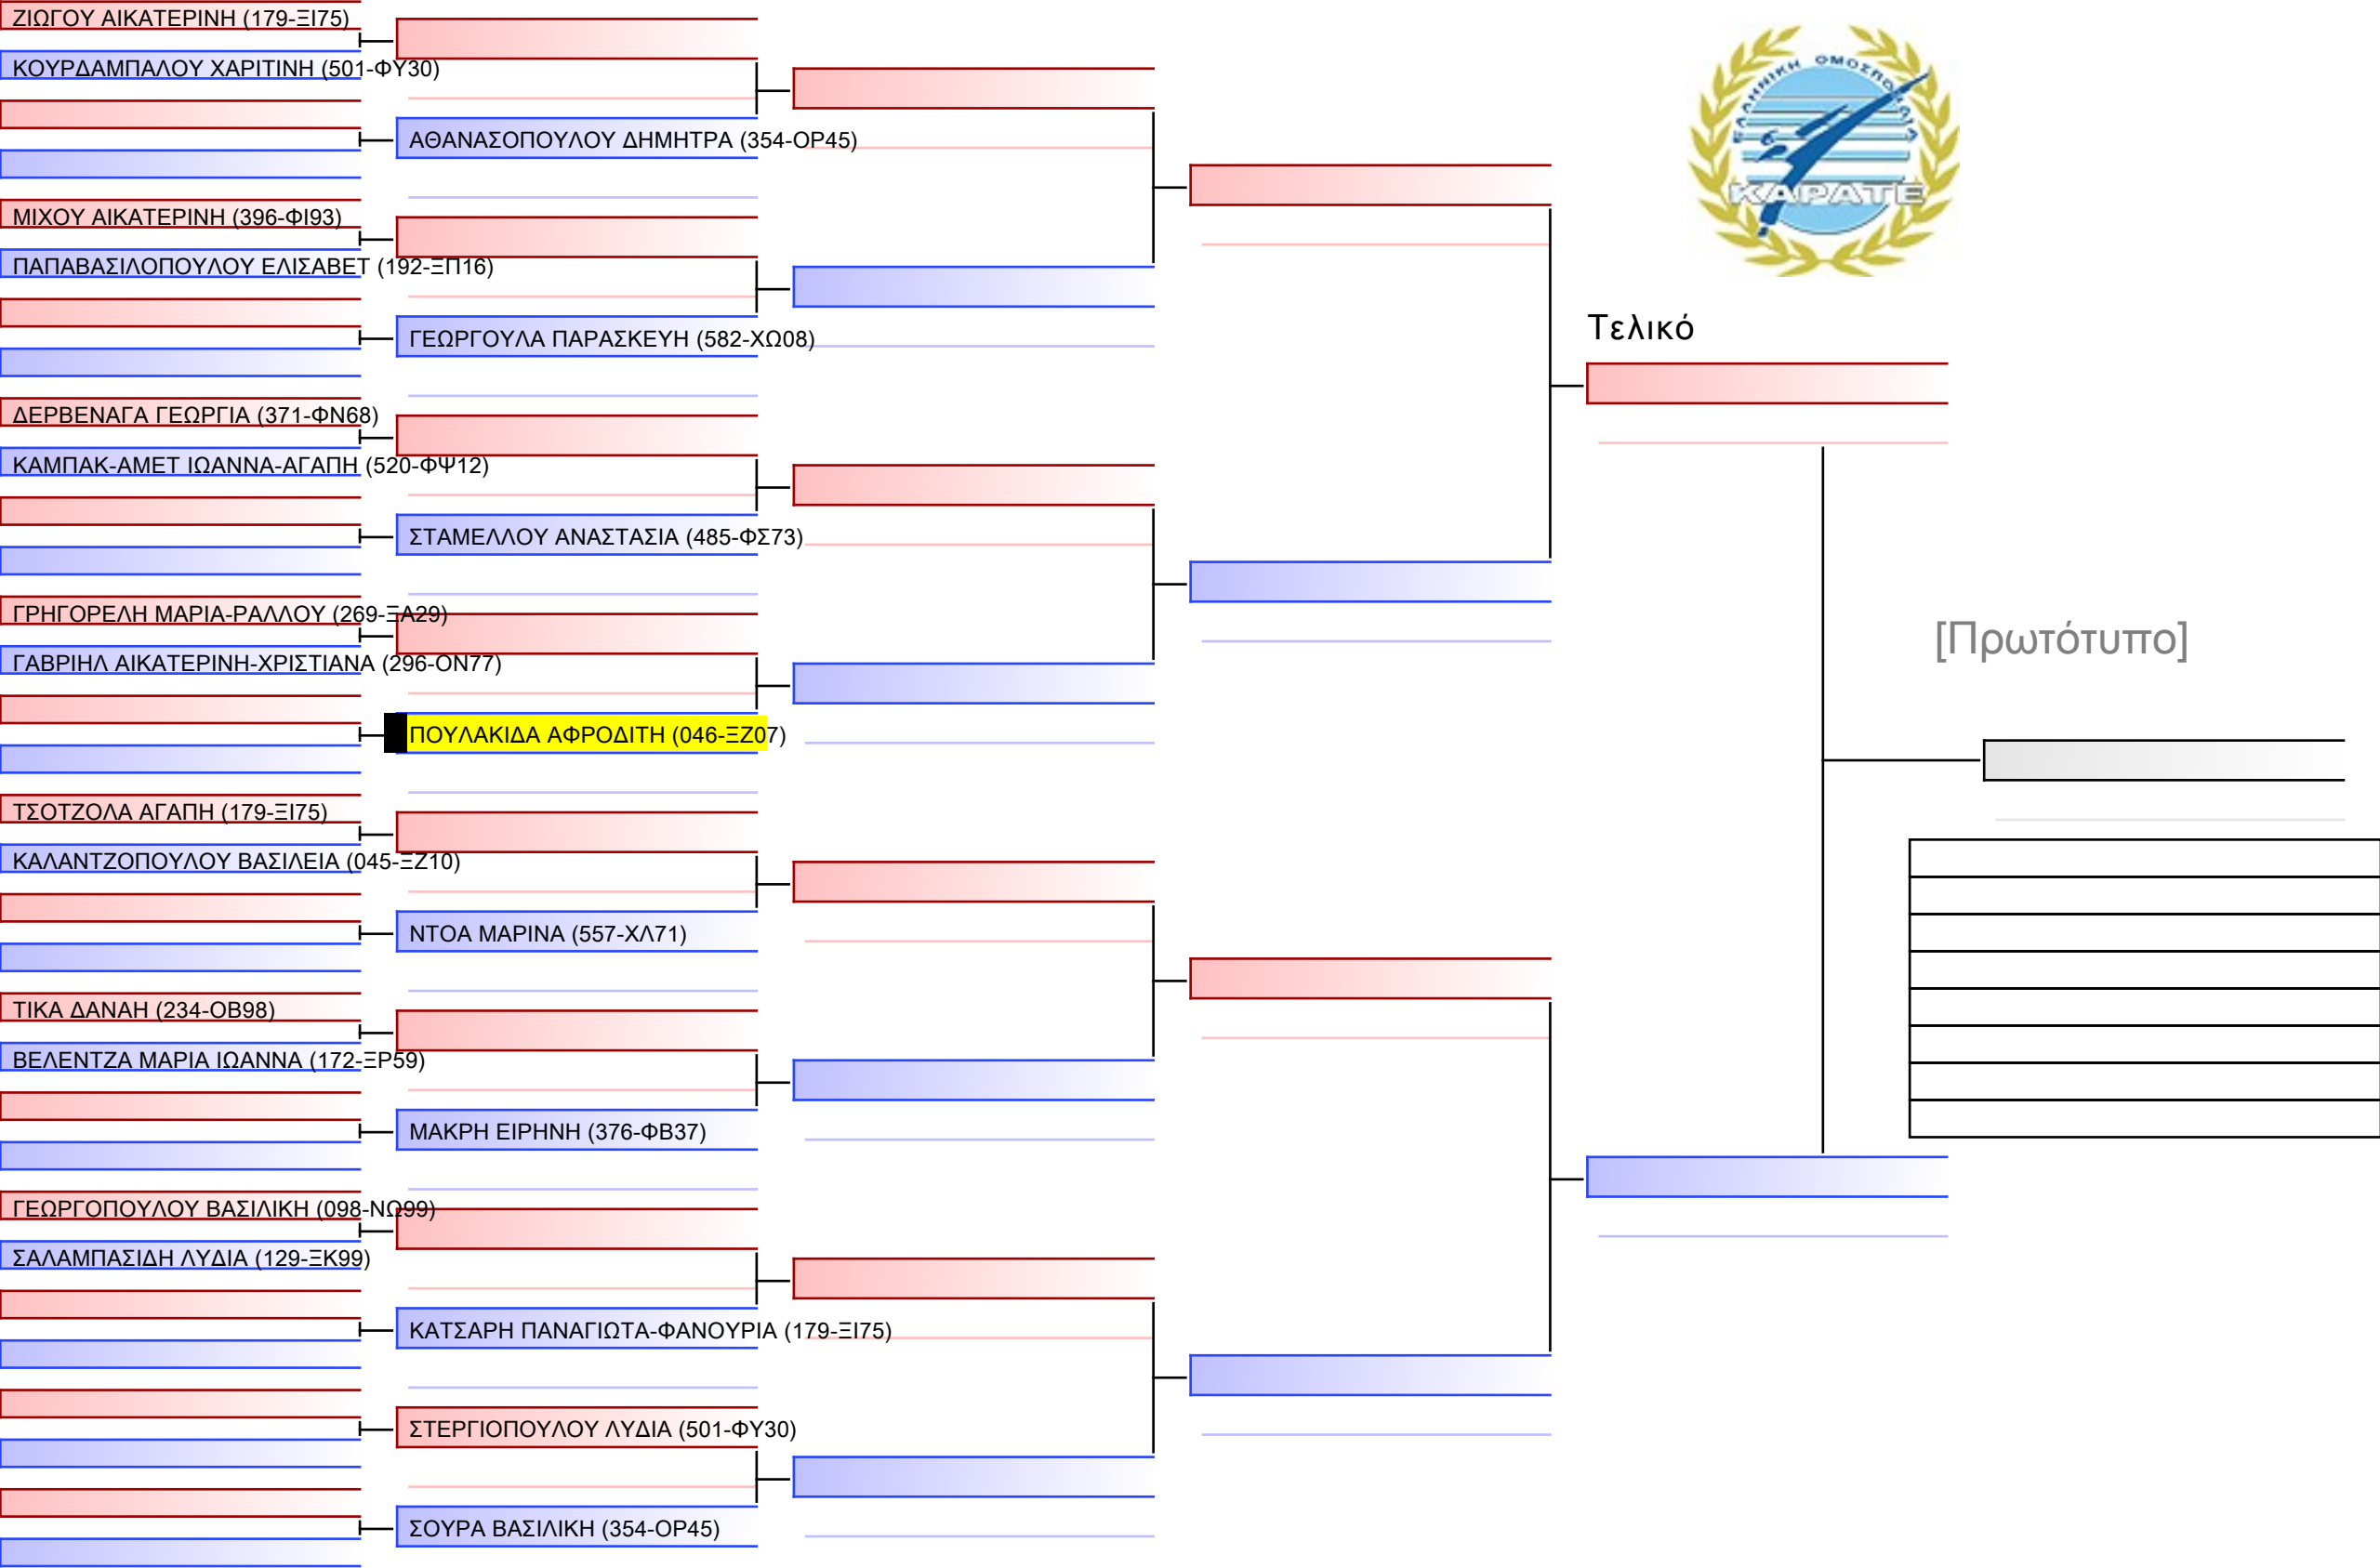 ΖΙΩΓΟΥ ΑΙΚΑΤΕΡΙΝΗ (179-ΞΙ75)
ΚΟΥΡΔΑΜΠΑΛΟΥ ΧΑΡΙΤΙΝΗ (501-ΦΥ30)
ΑΘΑΝΑΣΟΠΟΥΛΟΥ ΔΗΜΗΤΡΑ (354-ΟΡ45)
ΜΙΧΟΥ ΑΙΚΑΤΕΡΙΝΗ (396-ΦΙ93)
ΠΑΠΑΒΑΣΙΛΟΠΟΥΛΟΥ ΕΛΙΣΑΒΕΤ (192-ΞΠ16)
ΓΕΩΡΓΟΥΛΑ ΠΑΡΑΣΚΕΥΗ (582-ΧΩ08)
ΔΕΡΒΕΝΑΓΑ ΓΕΩΡΓΙΑ (371-ΦΝ68)
ΚΑΜΠΑΚ-ΑΜΕΤ ΙΩΑΝΝΑ-ΑΓΑΠΗ (520-ΦΨ12)
ΣΤΑΜΕΛΛΟΥ ΑΝΑΣΤΑΣΙΑ (485-ΦΣ73)
ΓΡΗΓΟΡΕΛΗ ΜΑΡΙΑ-ΡΑΛΛΟΥ (269-ΞΑ29)
ΓΑΒΡΙΗΛ ΑΙΚΑΤΕΡΙΝΗ-ΧΡΙΣΤΙΑΝΑ (296-ΟΝ77)
ΠΟΥΛΑΚΙΔΑ ΑΦΡΟΔΙΤΗ (046-ΞΖ07)
ΤΣΟΤΖΟΛΑ ΑΓΑΠΗ (179-ΞΙ75)
ΚΑΛΑΝΤΖΟΠΟΥΛΟΥ ΒΑΣΙΛΕΙΑ (045-ΞΖ10)
ΝΤΟΑ ΜΑΡΙΝΑ (557-ΧΛ71)
ΤΙΚΑ ΔΑΝΑΗ (234-ΟΒ98)
ΒΕΛΕΝΤΖΑ ΜΑΡΙΑ ΙΩΑΝΝΑ (172-ΞΡ59)
ΜΑΚΡΗ ΕΙΡΗΝΗ (376-ΦΒ37)
ΓΕΩΡΓΟΠΟΥΛΟΥ ΒΑΣΙΛΙΚΗ (098-ΝΩ99)
ΣΑΛΑΜΠΑΣΙΔΗ ΛΥΔΙΑ (129-ΞΚ99)
ΚΑΤΣΑΡΗ ΠΑΝΑΓΙΩΤΑ-ΦΑΝΟΥΡΙΑ (179-ΞΙ75)
ΣΤΕΡΓΙΟΠΟΥΛΟΥ ΛΥΔΙΑ (501-ΦΥ30)
ΣΟΥΡΑ ΒΑΣΙΛΙΚΗ (354-ΟΡ45)
ΕΛΛΗΝΙΚΗ ΟΜΟΣΠΟΝΔΙΑ
ΚΑΡΑΤΕ
Τελικό
[Πρωτότυπο]